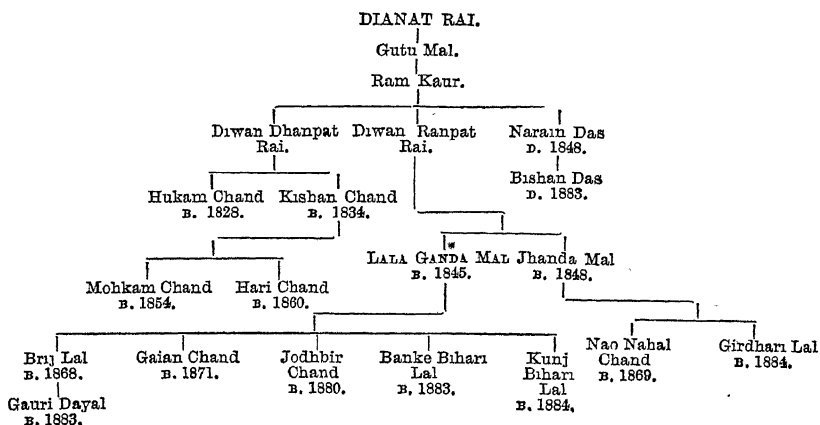 DIANAT RAI.
Gutu Mal.
Ram Kaur.
Diwan Dhanpat Rai.
Diwan Ranpat Rai.
Narain Das
D. 1848.
Bishan Das
D. 1883.
Hukam Chand
B. 1828.
Kishan Chand
B. 1834.
LALA GANDA MAL
*
B. 1845.
Jhanda Mal
B. 1848.
Mohkam Chand
B. 1854.
Hari Chand
B. 1860.
Brij Lal
B. 1868.
Gaian Chand
B. 1871.
Jodhbir
Chand
B. 1880.
Banke Bihari
Lal
B. 1883.
Kunj
Bihari
Lal
B. 1884.
Nao Nahal
Chand
B. 1869.
Girdhari Lal
B. 1884.
Gauri Dayal
B. 1883.